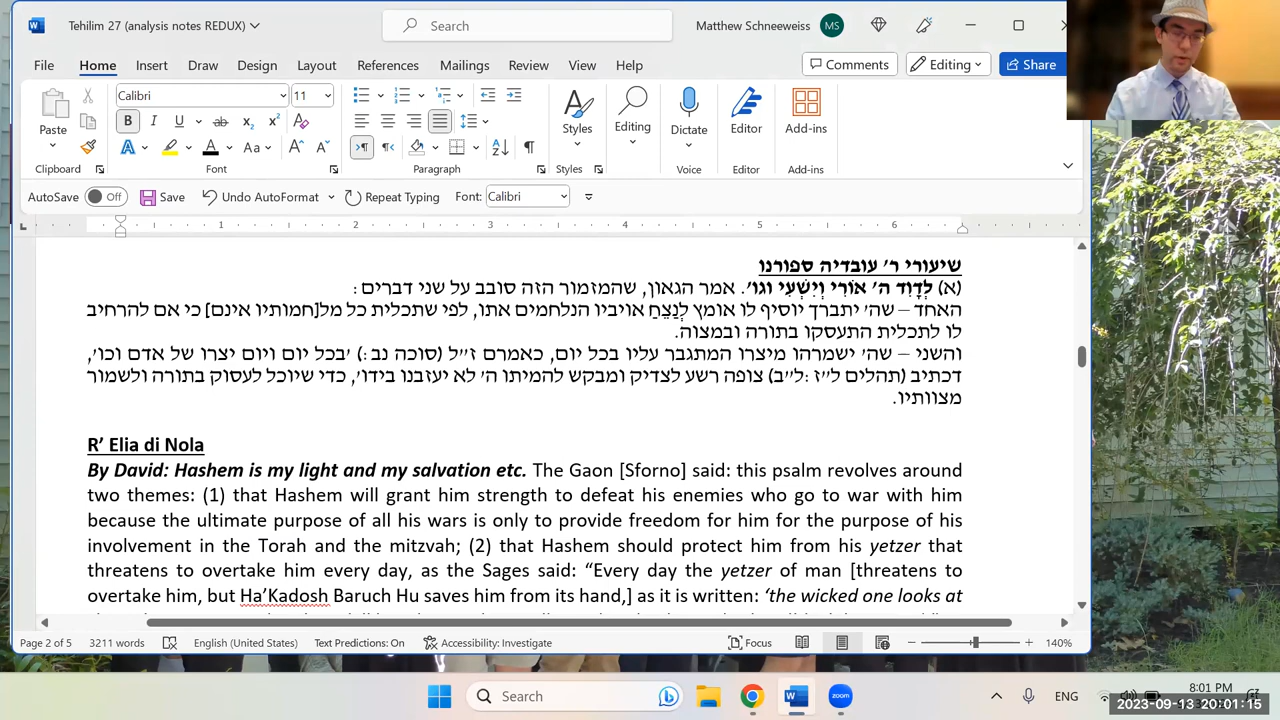 Tehilim 27 (analysis notes REDUX)
Search
Matthew Schneeweiss
MS
File Home Insert Draw Design Layout References Mailings Review View Help
Comments Editing Share
Calibri 11
Paste
Styles Editing Dictate Editor Add-ins
Clipboard Font Paragraph Styles Voice Editor Add-ins
AutoSave Off Save Undo AutoFormat Repeat Typing Font: Calibri
1 2 3 4 5 6
שיעורי ר' עובדיה ספורנו
(א) לְדָוִד ה' אוֹרִי וְיִשְׁעִי וגו'. אמר הגאון, שהמזמור הזה סובב על שני דברים:
האחד – שה' יתברך יוסיף לו אומץ לְנַצֵּחַ אויביו הנלחמים אתו, לפי שתכלית כל מל[חמותיו אינם] כי אם להרחיב
לו לתכלית התעסקו בתורה ובמצוה.
והשני – שה' ישמרהו מיצרו המתגבר עליו בכל יום, כאמרם ז''ל (סוכה נב:) 'בכל יום ויום יצרו של אדם וכו',
דכתיב (תהלים ל''ז:ל''ב) צופה רשע לצדיק ומבקש להמיתו ה' לא יעזבנו בידו', כדי שיוכל לעסוק בתורה ולשמור
מצוותיו.
R’ Elia di Nola
By David: Hashem is my light and my salvation etc. The Gaon [Sforno] said: this psalm revolves around
two themes: (1) that Hashem will grant him strength to defeat his enemies who go to war with him
because the ultimate purpose of all his wars is only to provide freedom for him for the purpose of his
involvement in the Torah and the mitzvah; (2) that Hashem should protect him from his yetzer that
threatens to overtake him every day, as the Sages said: “Every day the yetzer of man [threatens to
overtake him, but Ha’Kadosh Baruch Hu saves him from its hand,] as it is written: ‘the wicked one looks at
Page 2 of 5 3211 words English (United States) Text Predictions: On Accessibility: Investigate Focus 140%
Search ENG 8:01 PM
2023-09-13 20:01:15